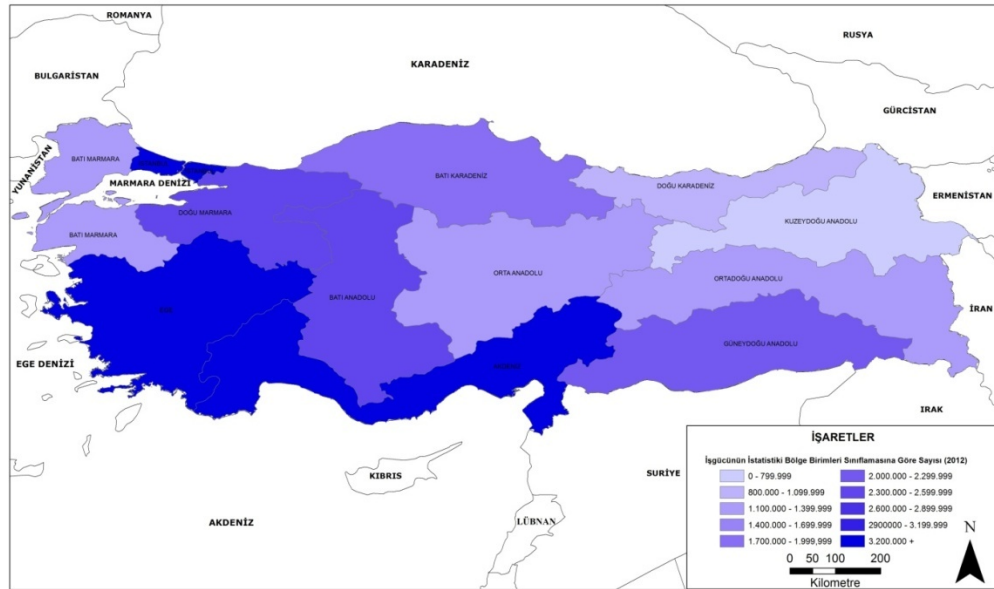 ROMANYA
RUSYA
KARADENİZ
BULGARİSTAN
GÜRCİSTAN
YUNANİSTAN
BATI MARMARA
MARMARA DENİZİ
BATI KARADENİZ
DOĞU KARADENİZ
ERMENİSTAN
DOĞU MARMARA
KUZEYDOĞU ANADOLU
BATI MARMARA
ORTA ANADOLU
ORTADOĞU ANADOLU
BATI ANADOLU
İRAN
GÜNEYDOĞU ANADOLU
EGE DENİZİ
IRAK
KIBRIS
SURİYE
AKDENİZ
LÜBNAN
İŞARETLER
İşgücünün İstatistiki Bölge Birimleri Sınıflamasına Göre Sayısı (2012)
0 - 799.999
2.000.000 - 2.299.999
800.000 - 1.099.999
2.300.000 - 2.599.999
1.100.000 - 1.399.999
2.600.000 - 2.899.999
1.400.000 - 1.699.999
2900000 - 3.199.999
1.700.000 - 1.999,999
3.200.000 +
N
0 50 100 200
Kilometre